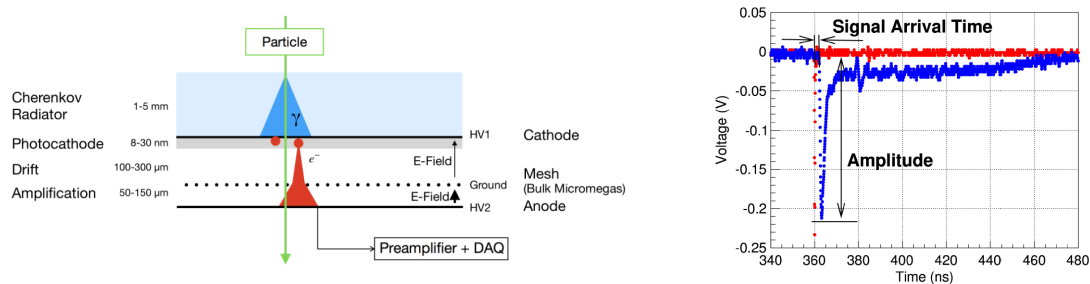 Particle
Cherenkov
Radiator
1-5 mm
γ
HV1
Cathode
Photocathode
8-30 nm
e⁻
Drift
100-300 μm
E-Field
Mesh
(Bulk Micromegas)
Ground
Amplification
50-150 μm
E-Field
HV2
Anode
Preamplifier + DAQ
0.05
0
-0.05
-0.1
-0.15
-0.2
-0.25
Voltage (V)
Signal Arrival Time
Amplitude
340 360 380 400 420 440 460 480
Time (ns)